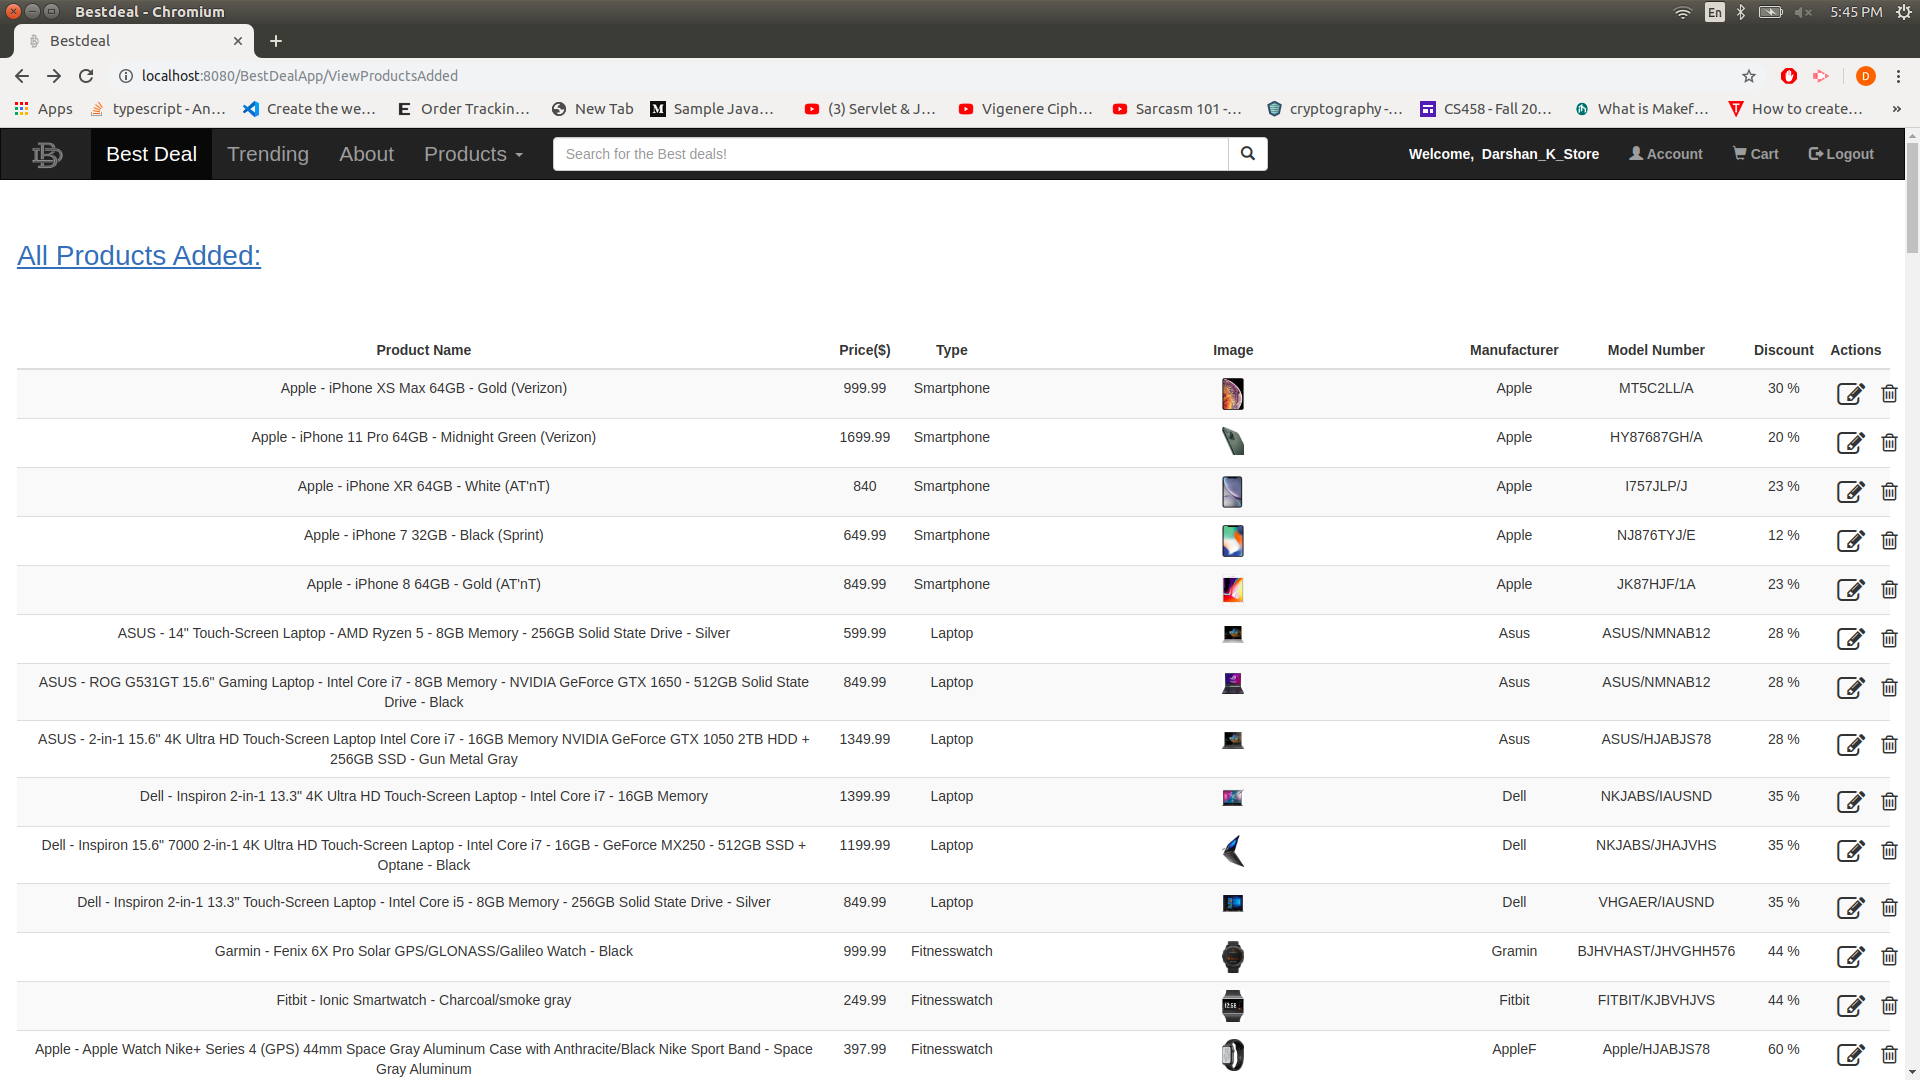 Bestdeal - Chromium
En
5:45 PM
Bestdeal
localhost:8080/BestDealApp/ViewProductsAdded
D
Apps
typescript - An...
Create the we...
Order Trackin...
New Tab
Sample Java...
(3) Servlet & J...
Vigenere Ciph...
Sarcasm 101 -...
cryptography -...
CS458 - Fall 20...
What is Makef...
How to create...
»
Best Deal
Trending
About
Products
Search for the Best deals!
Welcome, Darshan_K_Store
Account
Cart
Logout
All Products Added:
Product Name Price($) Type Image Manufacturer Model Number Discount Actions
Apple - iPhone XS Max 64GB - Gold (Verizon) 999.99 Smartphone Apple MT5C2LL/A 30 %
Apple - iPhone 11 Pro 64GB - Midnight Green (Verizon) 1699.99 Smartphone Apple HY87687GH/A 20 %
Apple - iPhone XR 64GB - White (AT'nT) 840 Smartphone Apple I757JLP/J 23 %
Apple - iPhone 7 32GB - Black (Sprint) 649.99 Smartphone Apple NJ876TYJ/E 12 %
Apple - iPhone 8 64GB - Gold (AT'nT) 849.99 Smartphone Apple JK87HJF/1A 23 %
ASUS - 14" Touch-Screen Laptop - AMD Ryzen 5 - 8GB Memory - 256GB Solid State Drive - Silver 599.99 Laptop Asus ASUS/NMNAB12 28 %
ASUS - ROG G531GT 15.6" Gaming Laptop - Intel Core i7 - 8GB Memory - NVIDIA GeForce GTX 1650 - 512GB Solid State 849.99 Laptop Asus ASUS/NMNAB12 28 %
Drive - Black
ASUS - 2-in-1 15.6" 4K Ultra HD Touch-Screen Laptop Intel Core i7 - 16GB Memory NVIDIA GeForce GTX 1050 2TB HDD + 1349.99 Laptop Asus ASUS/HJABJS78 28 %
256GB SSD - Gun Metal Gray
Dell - Inspiron 2-in-1 13.3" 4K Ultra HD Touch-Screen Laptop - Intel Core i7 - 16GB Memory 1399.99 Laptop Dell NKJABS/IAUSND 35 %
Dell - Inspiron 15.6" 7000 2-in-1 4K Ultra HD Touch-Screen Laptop - Intel Core i7 - 16GB - GeForce MX250 - 512GB SSD + 1199.99 Laptop Dell NKJABS/JHAJVHS 35 %
Optane - Black
Dell - Inspiron 2-in-1 13.3" Touch-Screen Laptop - Intel Core i5 - 8GB Memory - 256GB Solid State Drive - Silver 849.99 Laptop Dell VHGAER/IAUSND 35 %
Garmin - Fenix 6X Pro Solar GPS/GLONASS/Galileo Watch - Black 999.99 Fitnesswatch Gramin BJHVHAST/JHVGHH576 44 %
Fitbit - Ionic Smartwatch - Charcoal/smoke gray 249.99 Fitnesswatch Fitbit FITBIT/KJBVHJVS 44 %
Apple - Apple Watch Nike+ Series 4 (GPS) 44mm Space Gray Aluminum Case with Anthracite/Black Nike Sport Band - Space 397.99 Fitnesswatch AppleF Apple/HJABJS78 60 %
Gray Aluminum